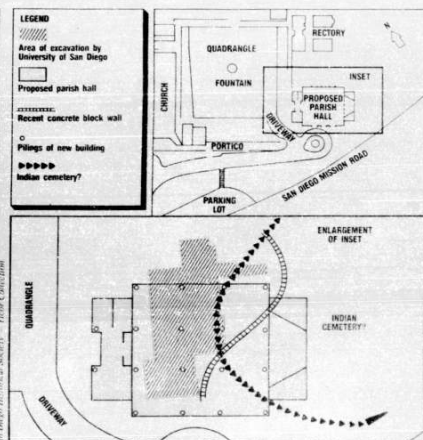 LEGEND
Area of excavation by
University of San Diego
Proposed parish hall
Recent concrete block wall
Pilings of new building
Indian cemetery?
RECTORY
QUADRANGLE
FOUNTAIN
INSET
CHURCH
PROPOSED
PARISH
HALL
DRIVEWAY
PORTICO
SAN DIEGO MISSION ROAD
PARKING
LOT
ENLARGEMENT
OF INSET
QUADRANGLE
INDIAN
CEMETERY?
DRIVEWAY